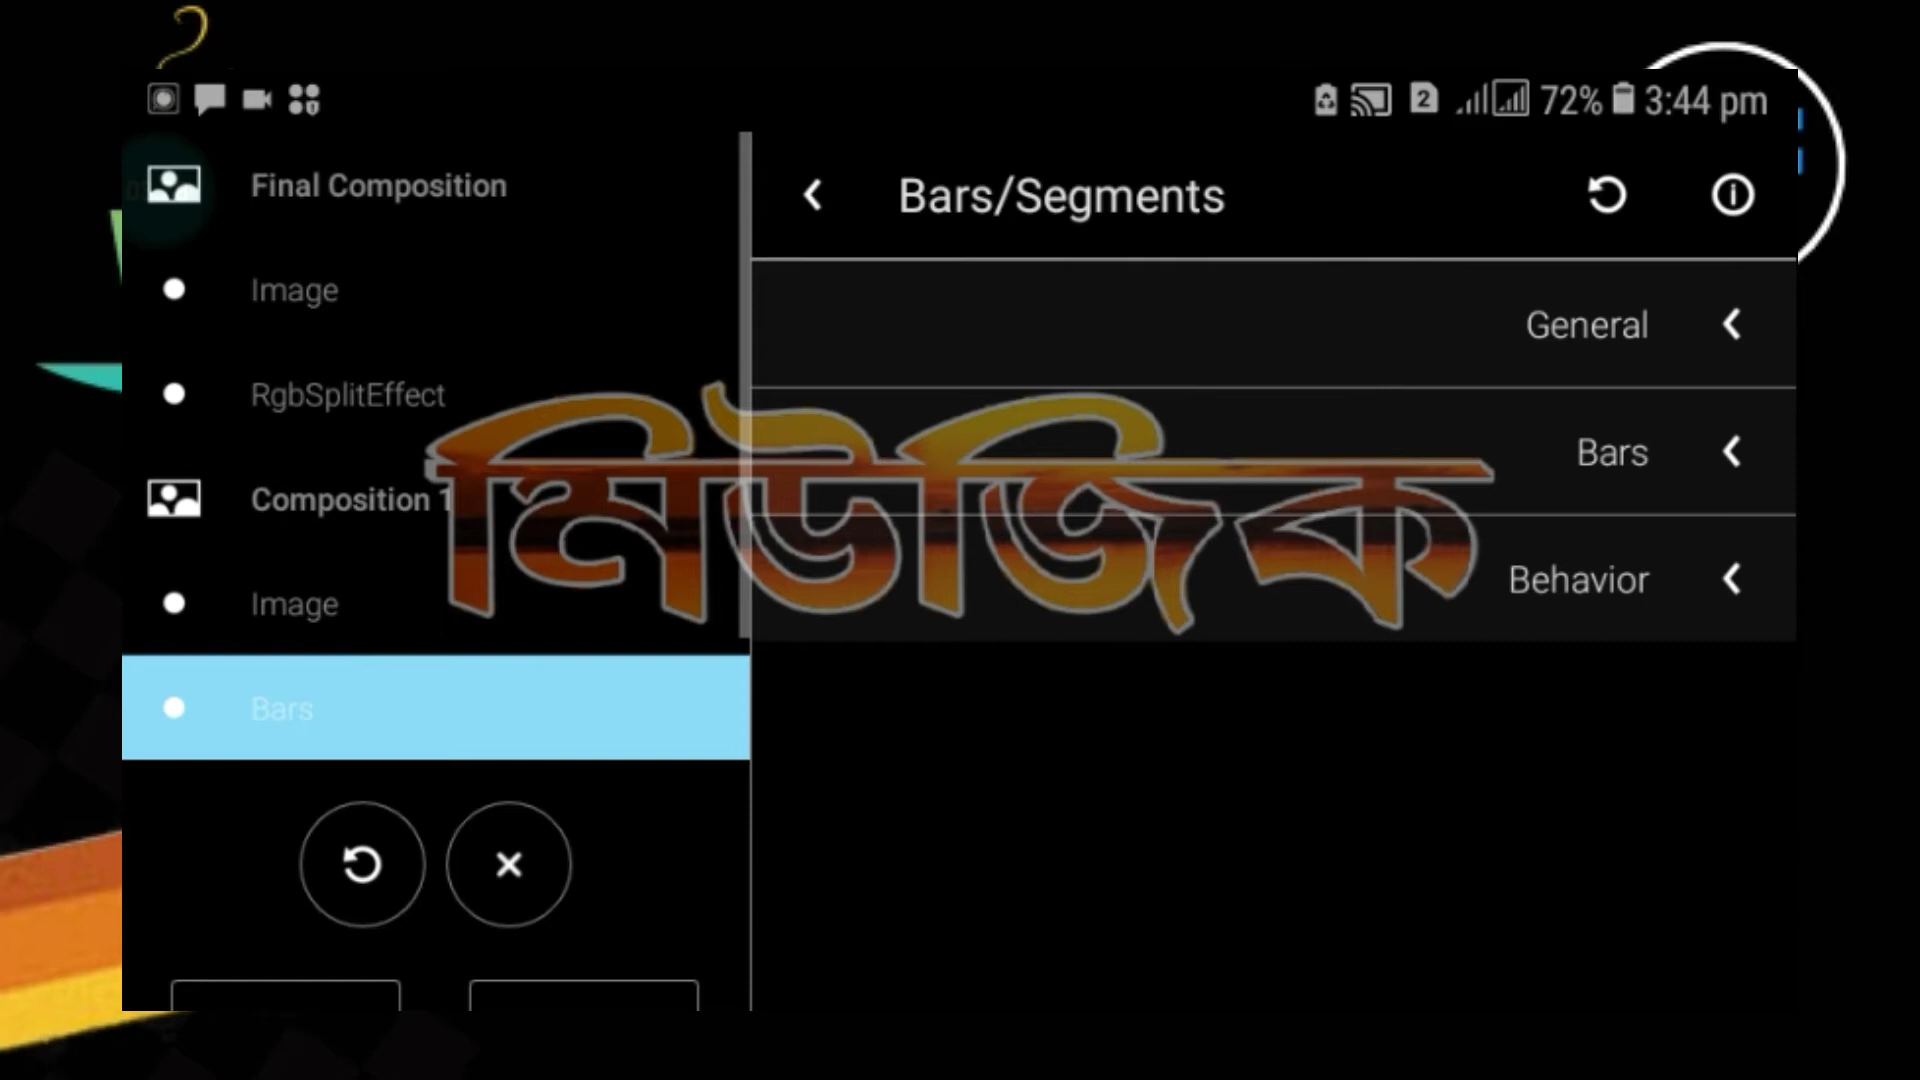 72% 3:44 pm
Final Composition
Image
RgbSplitEffect
Composition 1
Image
Bars
Bars/Segments
General
Bars
Behavior
মিউজিক